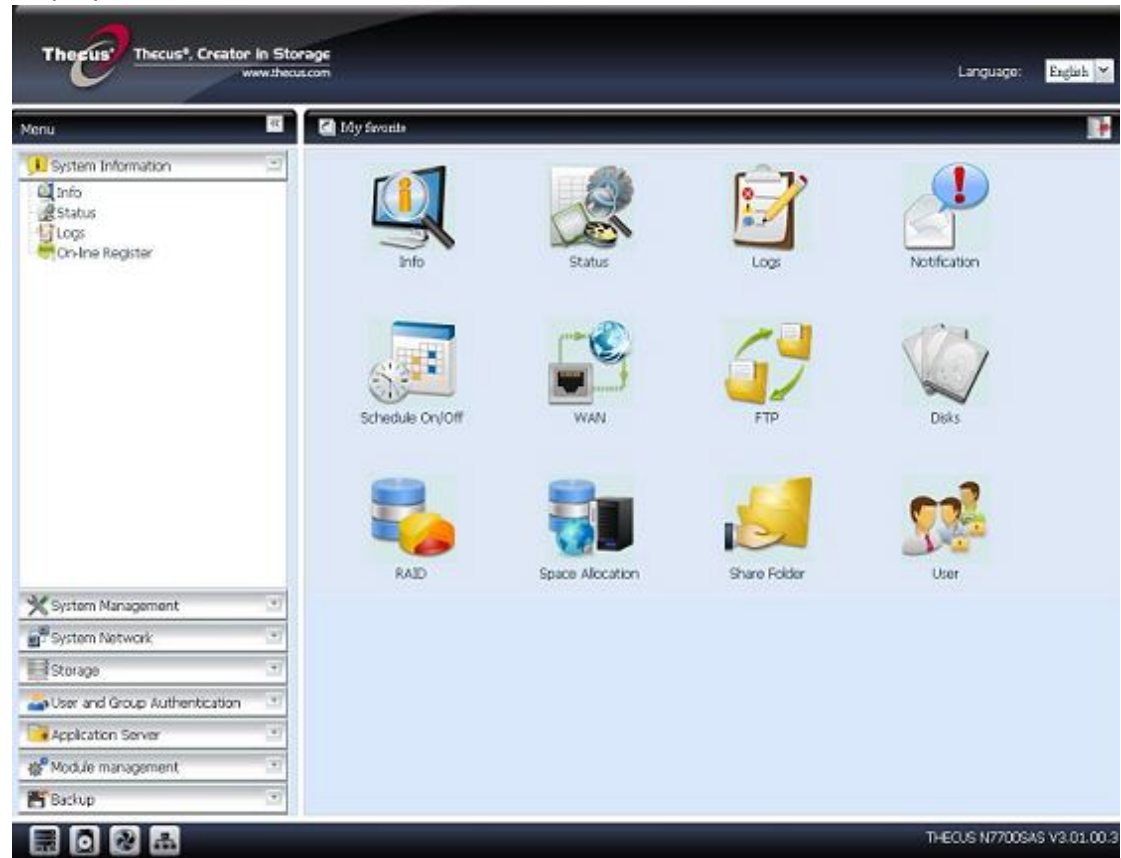 Thecus®
Thecus®, Creator in Storage
www.thecus.com
Language: English
Menu
My favorite
System Information
Info
Status
Logs
On-line Register
Info
Status
Logs
Notification
Schedule On/Off
WAN
FTP
Disks
RAID
Space Allocation
Share Folder
User
System Management
System Network
Storage
User and Group Authentication
Application Server
Module management
Backup
THECUS N7700SAS V3.01.00.3